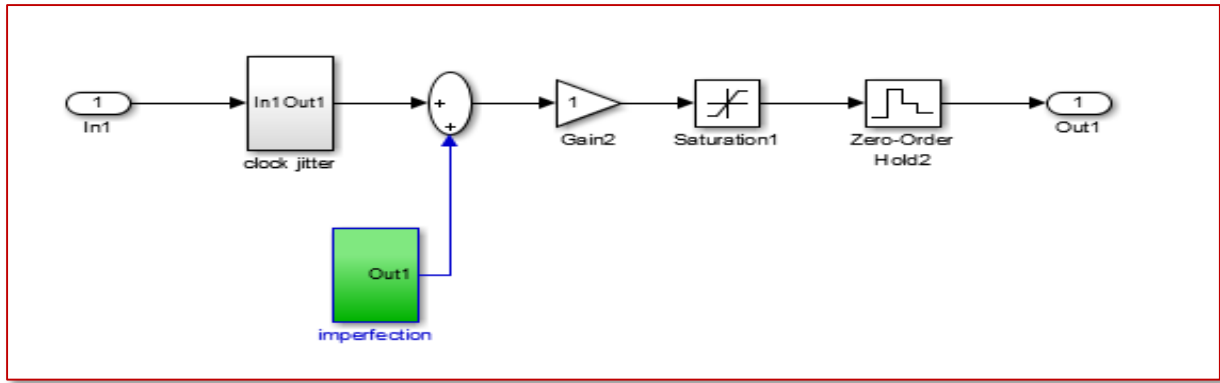 1
In1
In1 Out1
clock jitter
+
+
1
Gain2
Saturation1
Zero-Order
Hold2
1
Out1
Out1
imperfection